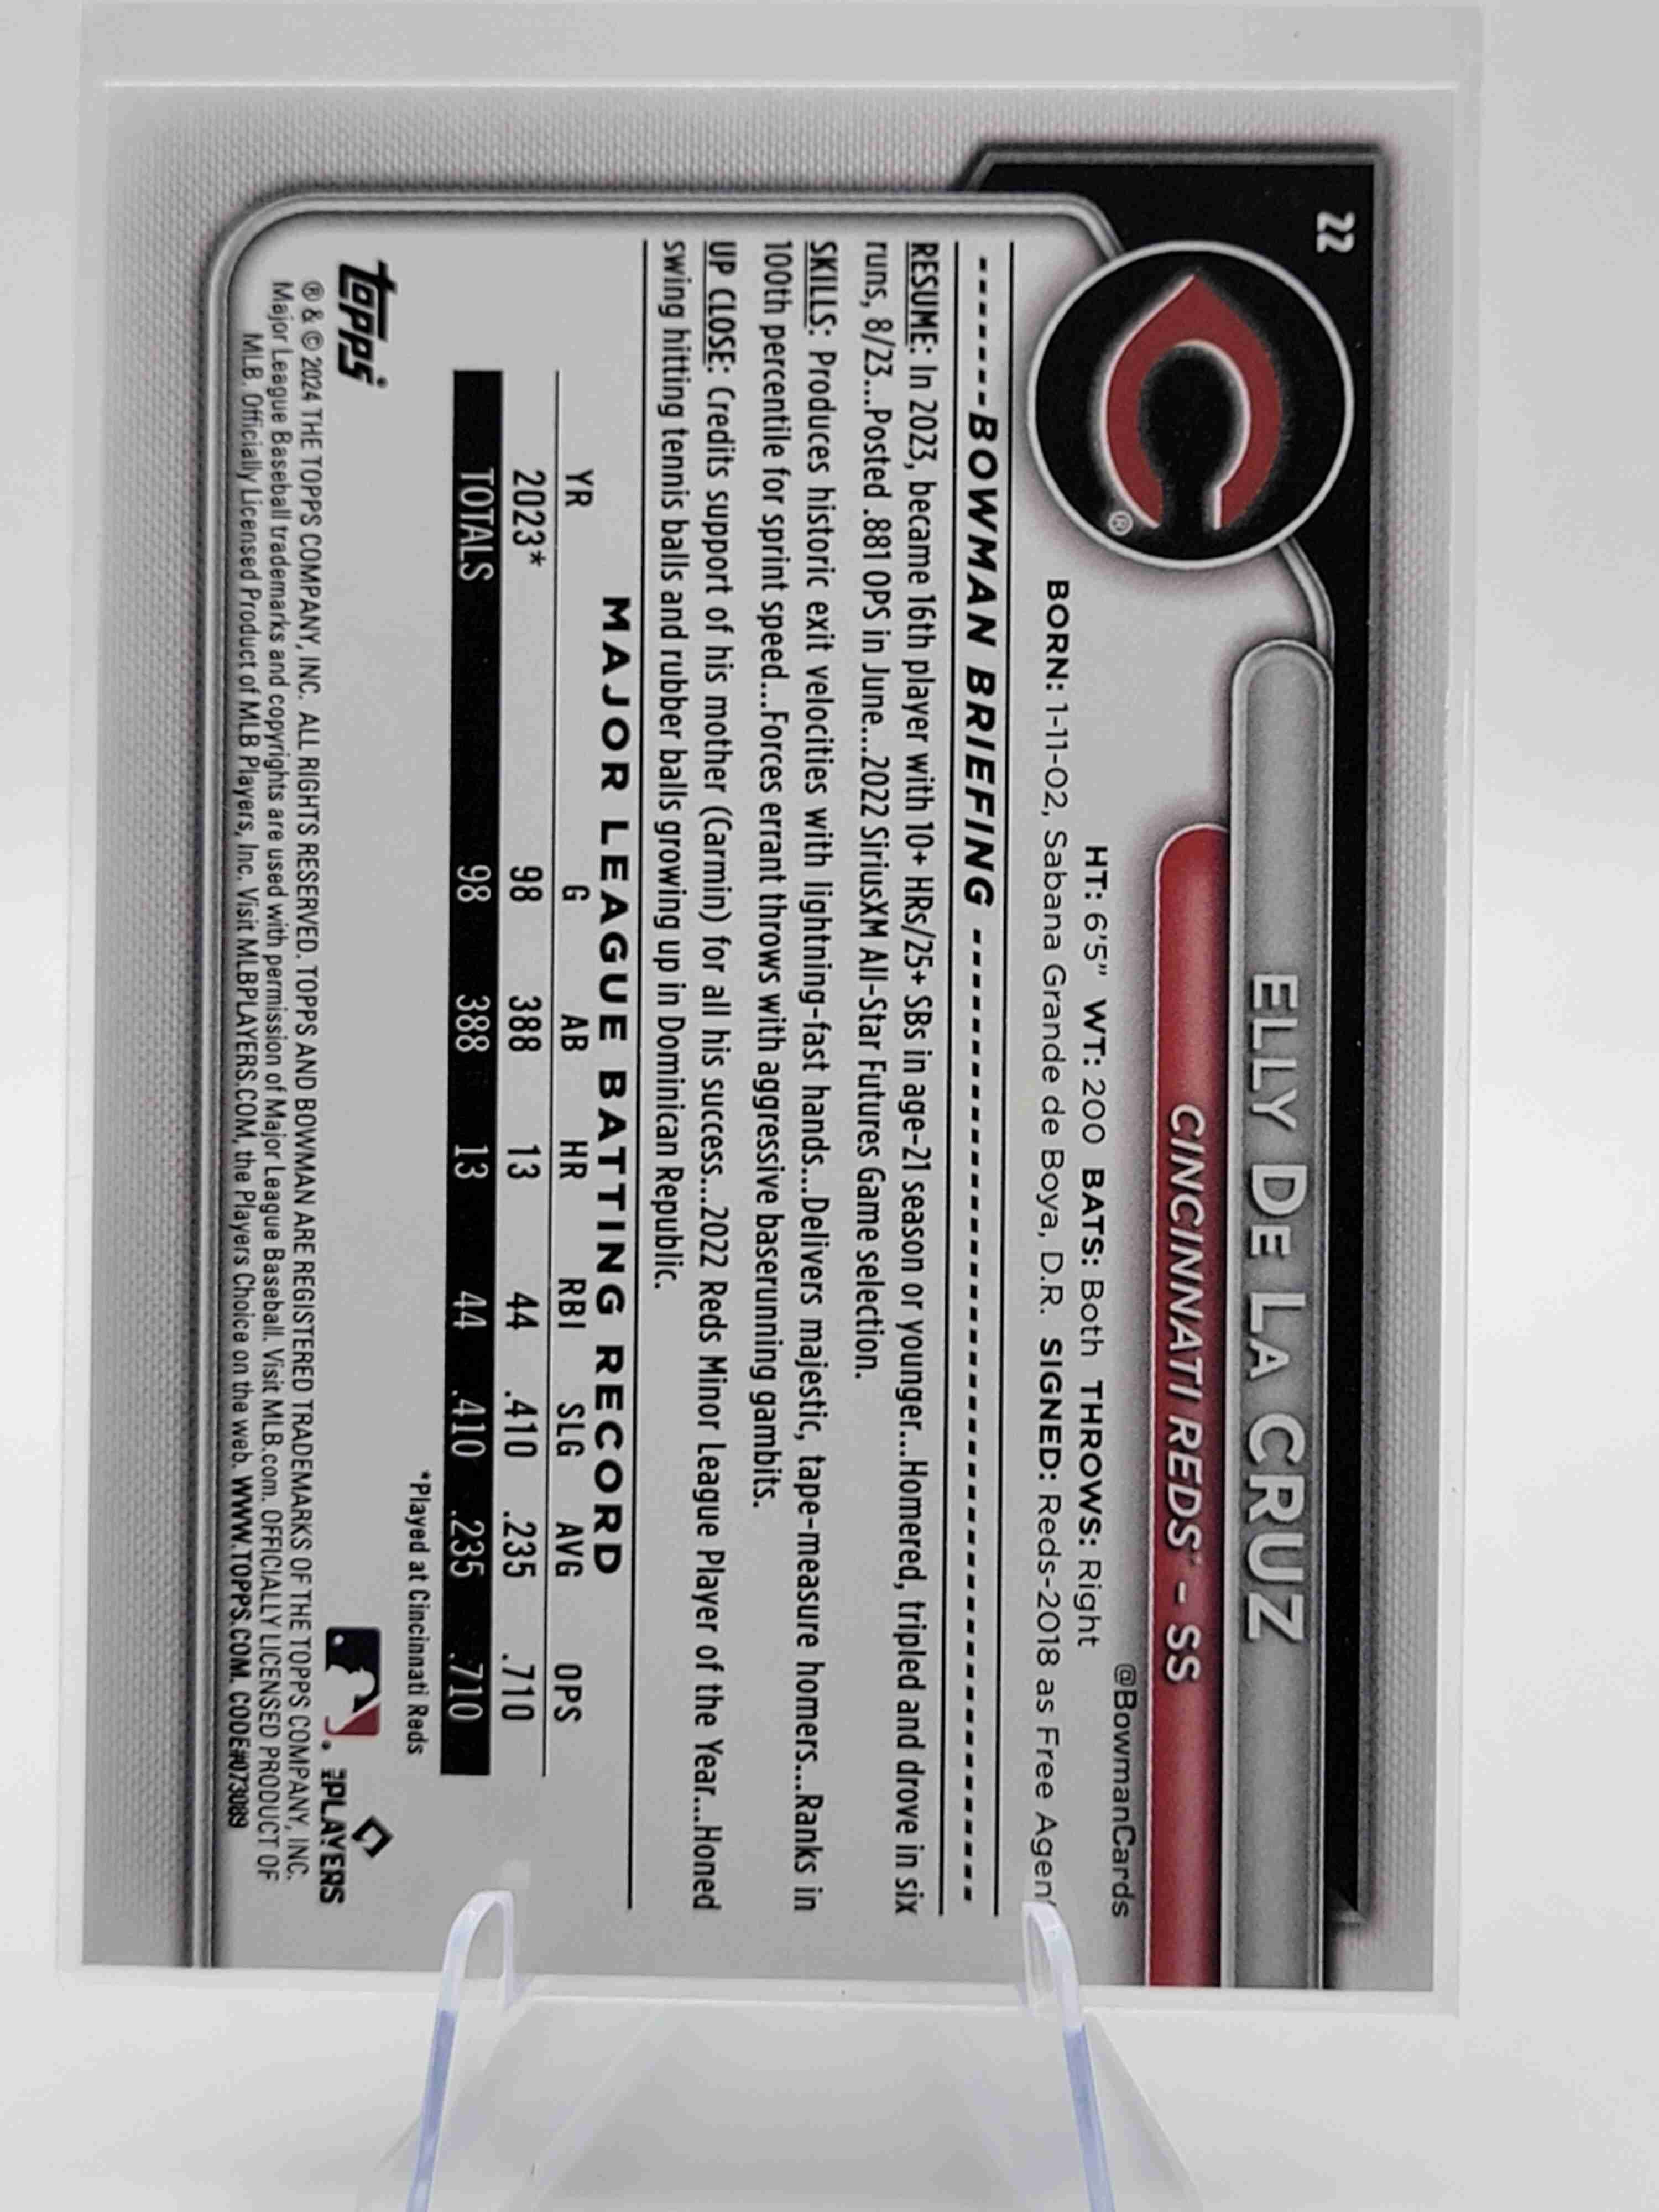 22
ELLY DE LA CRUZ
CINCINNATI REDS - SS
@BowmanCards
HT: 6'5" WT: 200 BATS: Both THROWS: Right
BORN: 1-11-02, Sabana Grande de Boya, D.R. SIGNED: Reds-2018 as Free Agent
------BOWMAN BRIEFING ------------------------------
RESUME: In 2023, became 16th player with 10+ HRs/25+ SBs in age-21 season or younger...Homered, tripled and drove in six
runs, 8/23...Posted .881 OPS in June...2022 SiriusXM All-Star Futures Game selection.
SKILLS: Produces historic exit velocities with lightning-fast hands...Delivers majestic, tape-measure homers...Ranks in
100th percentile for sprint speed...Forces errant throws with aggressive baserunning gambits.
UP CLOSE: Credits support of his mother (Carmin) for all his success...2022 Reds Minor League Player of the Year...Honed
swing hitting tennis balls and rubber balls growing up in Dominican Republic.
MAJOR LEAGUE BATTING RECORD
YR G AB HR RBI SLG AVG OPS
2023* 98 388 13 44 .410 .235 .710
TOTALS 98 388 13 44 .410 .235 .710
*Played at Cincinnati Reds
topps
PLAYERS
® & © 2024 THE TOPPS COMPANY, INC. ALL RIGHTS RESERVED. TOPPS AND BOWMAN ARE REGISTERED TRADEMARKS OF THE TOPPS COMPANY, INC.
Major League Baseball trademarks and copyrights are used with permission of Major League Baseball. Visit MLB.com. OFFICIALLY LICENSED PRODUCT OF
MLB. Officially Licensed Product of MLB Players, Inc. Visit MLBPLAYERS.COM, the Players Choice on the web. WWW.TOPPS.COM. CODE#073089